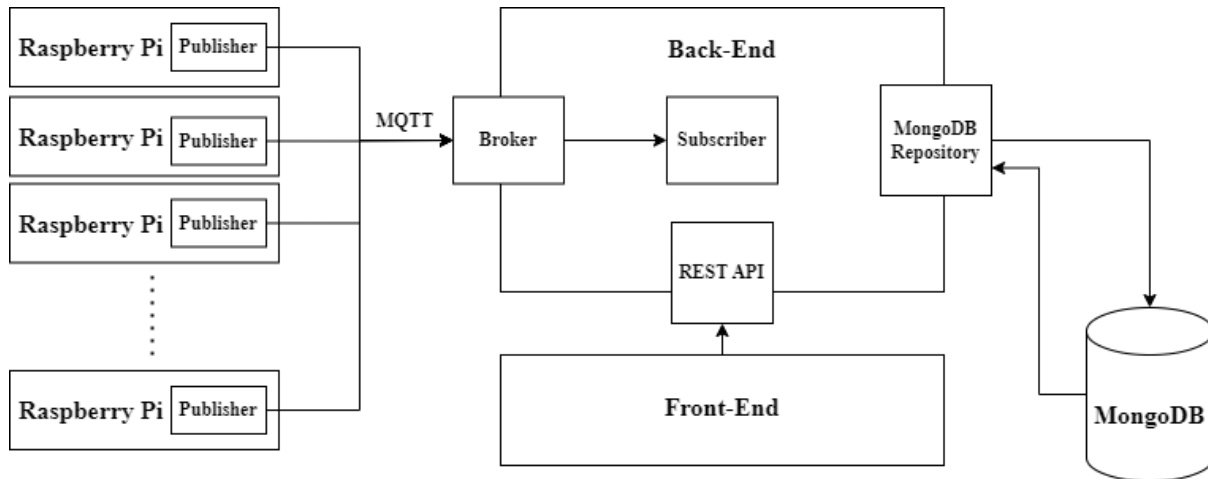 Raspberry Pi
Publisher
Raspberry Pi
Publisher
Raspberry Pi
Publisher
Raspberry Pi
Publisher
MQTT
Back-End
Broker
Subscriber
MongoDB
Repository
REST API
Front-End
MongoDB